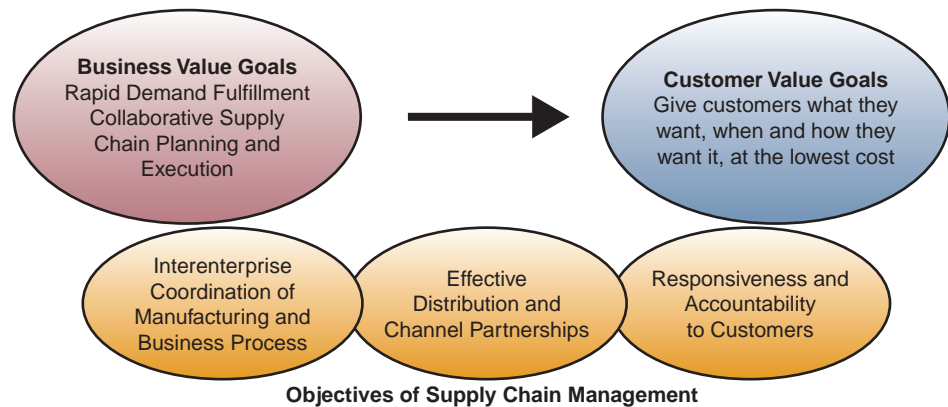 Business Value Goals
Rapid Demand Fulfillment
Collaborative Supply
Chain Planning and
Execution
Customer Value Goals
Give customers what they
want, when and how they
want it, at the lowest cost
Interenterprise
Coordination of
Manufacturing and
Business Process
Effective
Distribution and
Channel Partnerships
Responsiveness and
Accountability
to Customers
Objectives of Supply Chain Management